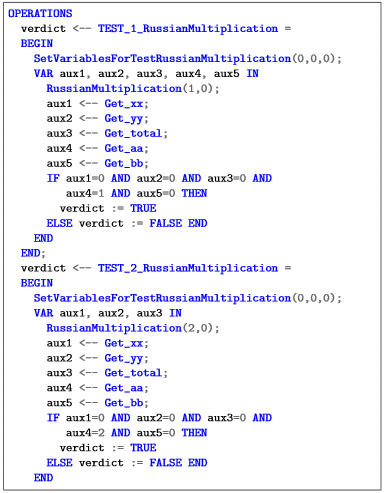 OPERATIONS
verdict <-- TEST_1_RussianMultiplication =
BEGIN
SetVariablesForTestRussianMultiplication(0,0,0);
VAR aux1, aux2, aux3, aux4, aux5 IN
RussianMultiplication(1,0);
aux1 <-- Get_xx;
aux2 <-- Get_yy;
aux3 <-- Get_total;
aux4 <-- Get_aa;
aux5 <-- Get_bb;
IF aux1=0 AND aux2=0 AND aux3=0 AND
aux4=1 AND aux5=0 THEN
verdict := TRUE
ELSE verdict := FALSE END
END
END;
verdict <-- TEST_2_RussianMultiplication =
BEGIN
SetVariablesForTestRussianMultiplication(0,0,0);
VAR aux1, aux2, aux3 IN
RussianMultiplication(2,0);
aux1 <-- Get_xx;
aux2 <-- Get_yy;
aux3 <-- Get_total;
aux4 <-- Get_aa;
aux5 <-- Get_bb;
IF aux1=0 AND aux2=0 AND aux3=0 AND
aux4=2 AND aux5=0 THEN
verdict := TRUE
ELSE verdict := FALSE END
END